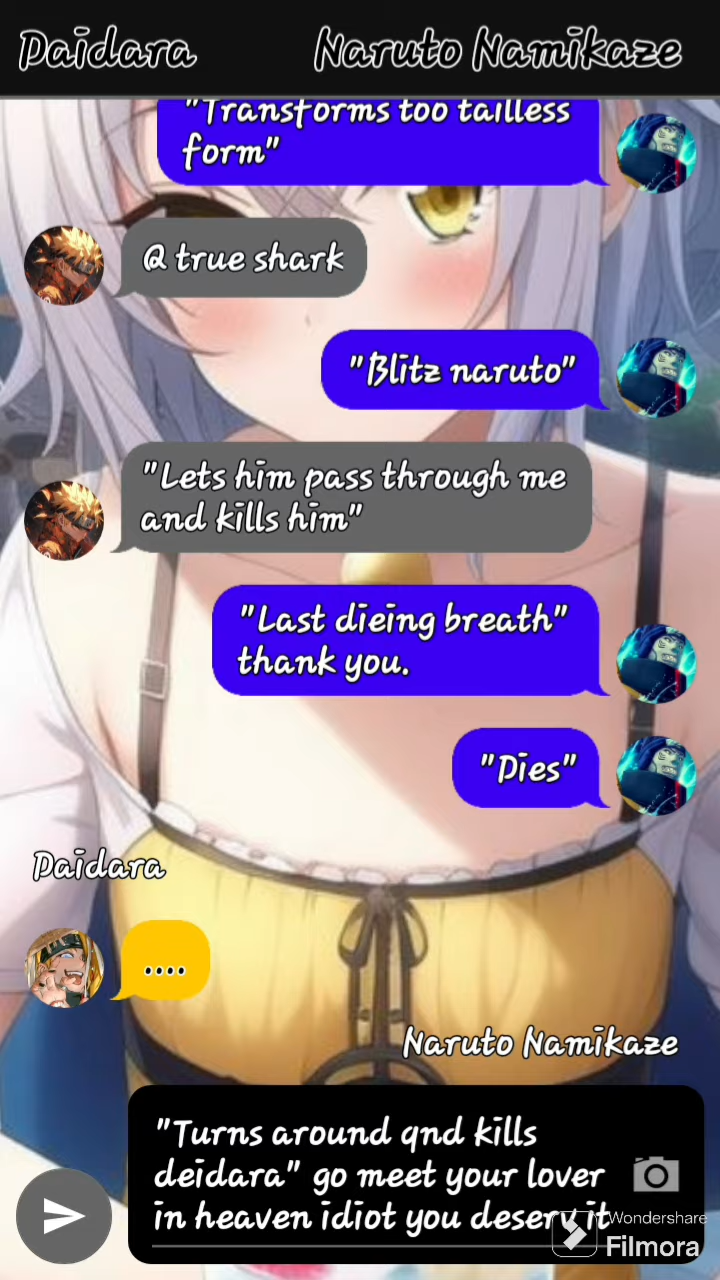 Daidara Naruto Namikaze
"Transforms too tailless
form"
@ true shark
"Blitz naruto"
"Lets him pass through me
and kills him"
"Last dieing breath"
thank you.
"Dies"
Daidara
....
Naruto Namikaze
"Turns around qnd kills
deidara" go meet your lover
in heaven idiot you deserv it
Wondershare
Filmora